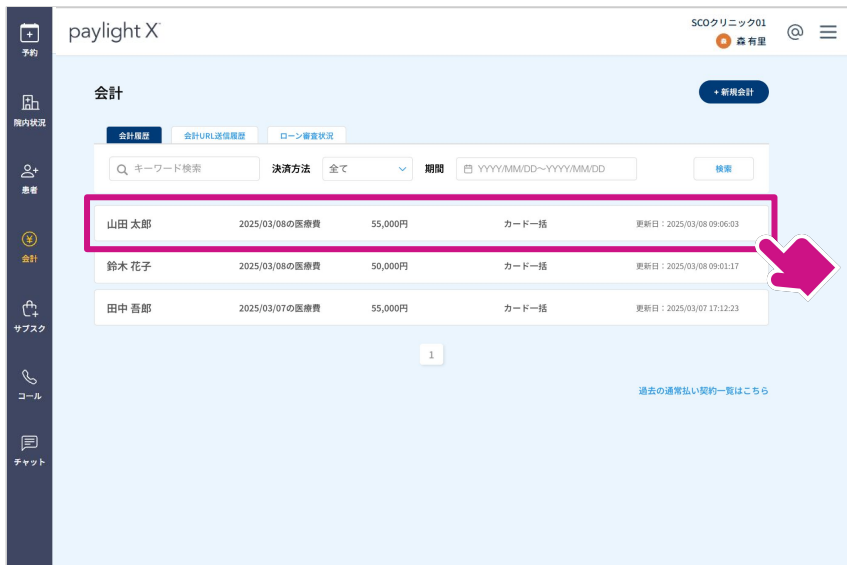 paylight X
SCOクリニック01
森 森 有里
予約
院内状況
患者
会計
サブスク
コール
チャット
会計
+ 新規会計
会計履歴 会計URL送信履歴 ローン審査状況
キーワード検索 決済方法 全て 期間 YYYY/MM/DD～YYYY/MM/DD 検索
山田 太郎 2025/03/08の医療費 55,000円 カード一括 更新日：2025/03/08 09:06:03
鈴木 花子 2025/03/08の医療費 50,000円 カード一括 更新日：2025/03/08 09:01:17
田中 吾郎 2025/03/07の医療費 55,000円 カード一括 更新日：2025/03/07 17:12:23
1
過去の通常払い契約一覧はこちら